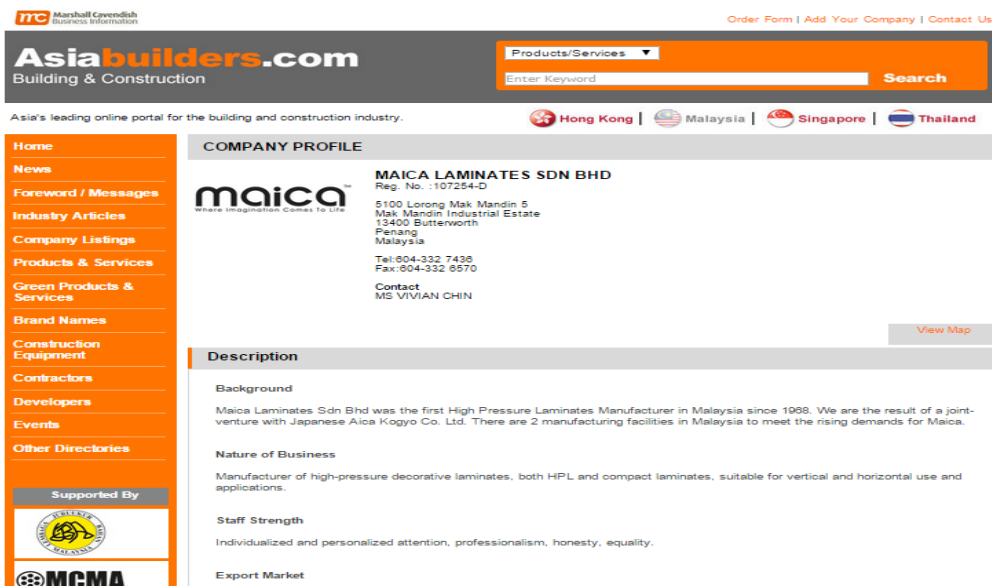 Marshall Cavendish
Business Information
Order Form | Add Your Company | Contact Us
Asiabuilders.com
Building & Construction
Products/Services ▼
Enter Keyword
Search
Asia's leading online portal for the building and construction industry.
Hong Kong | Malaysia | Singapore | Thailand
Home
News
Foreword / Messages
Industry Articles
Company Listings
Products & Services
Green Products &
Services
Brand Names
Construction
Equipment
Contractors
Developers
Events
Other Directories
Supported By
MCMA
COMPANY PROFILE
maica™
Where Imagination Comes To Life
MAICA LAMINATES SDN BHD
Reg. No. :107254-D
5100 Lorong Mak Mandin 5
Mak Mandin Industrial Estate
13400 Butterworth
Penang
Malaysia
Tel:604-332 7436
Fax:604-332 6570
Contact
MS VIVIAN CHIN
View Map
Description
Background
Maica Laminates Sdn Bhd was the first High Pressure Laminates Manufacturer in Malaysia since 1968. We are the result of a joint-
venture with Japanese Aica Kogyo Co. Ltd. There are 2 manufacturing facilities in Malaysia to meet the rising demands for Maica.
Nature of Business
Manufacturer of high-pressure decorative laminates, both HPL and compact laminates, suitable for vertical and horizontal use and
applications.
Staff Strength
Individualized and personalized attention, professionalism, honesty, equality.
Export Market